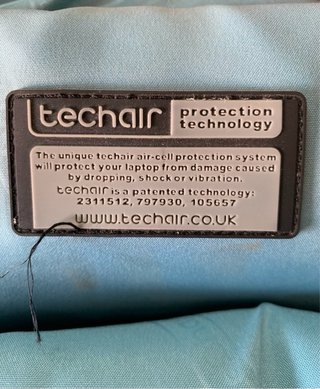 techair
protection
technology
The unique techair air-cell protection system
will protect your laptop from damage caused
by dropping, shock or vibration.
techair is a patented technology:
2311512, 797930, 105657
www.techair.co.uk